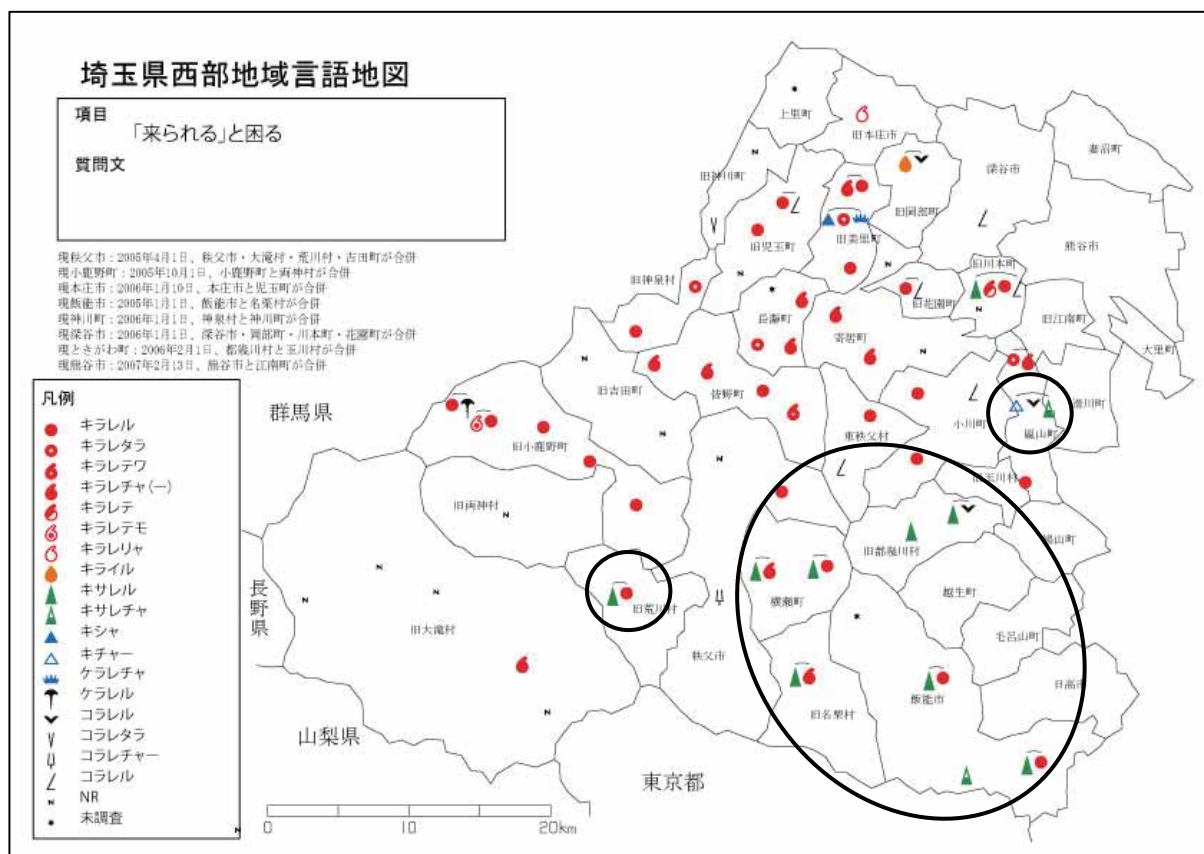 埼玉県西部地域言語地図
項目
「来られる」と困る
質問文
現秩父市：2005年4月1日、秩父市・大滝村・荒川村・吉田町が合併
現小鹿野町：2005年10月1日、小鹿野町と両神村が合併
現本庄市：2006年1月10日、本庄市と児玉町が合併
現飯能市：2005年1月1日、飯能市と名栗村が合併
現神川町：2006年1月1日、神泉村と神川町が合併
現深谷市：2006年1月1日、深谷市・岡部町・川本町・花園町が合併
現ときがわ町：2006年2月1日、都幾川村と玉川村が合併
現熊谷市：2007年2月13日、熊谷市と江南町が合併
凡例
キラレル
キラレタラ
キラレテワ
キラレチャ(ー)
キラレテ
キラレテモ
キラレリャ
キライル
キサレル
キサレチャ
キシャ
キチャー
ケラレチャ
ケラレル
コラレル
コラレタラ
コラレチャー
コラレル
NR
未調査
上里町
旧本庄市
妻沼町
旧神川町
深谷市
旧岡部町
旧児玉町
旧美里町
熊谷市
旧川本町
旧神泉村
旧花園町
長瀞町
旧江南町
寄居町
大里町
旧吉田町
皆野町
群馬県
滑川町
小川町
嵐山町
東秩父村
旧小鹿野町
旧玉川村
旧両神村
旧都幾川村
鳩山町
長野県
横瀬町
越生町
旧荒川村
旧大滝村
毛呂山町
秩父市
日高市
飯能市
旧名栗村
山梨県
東京都
0 10 20km